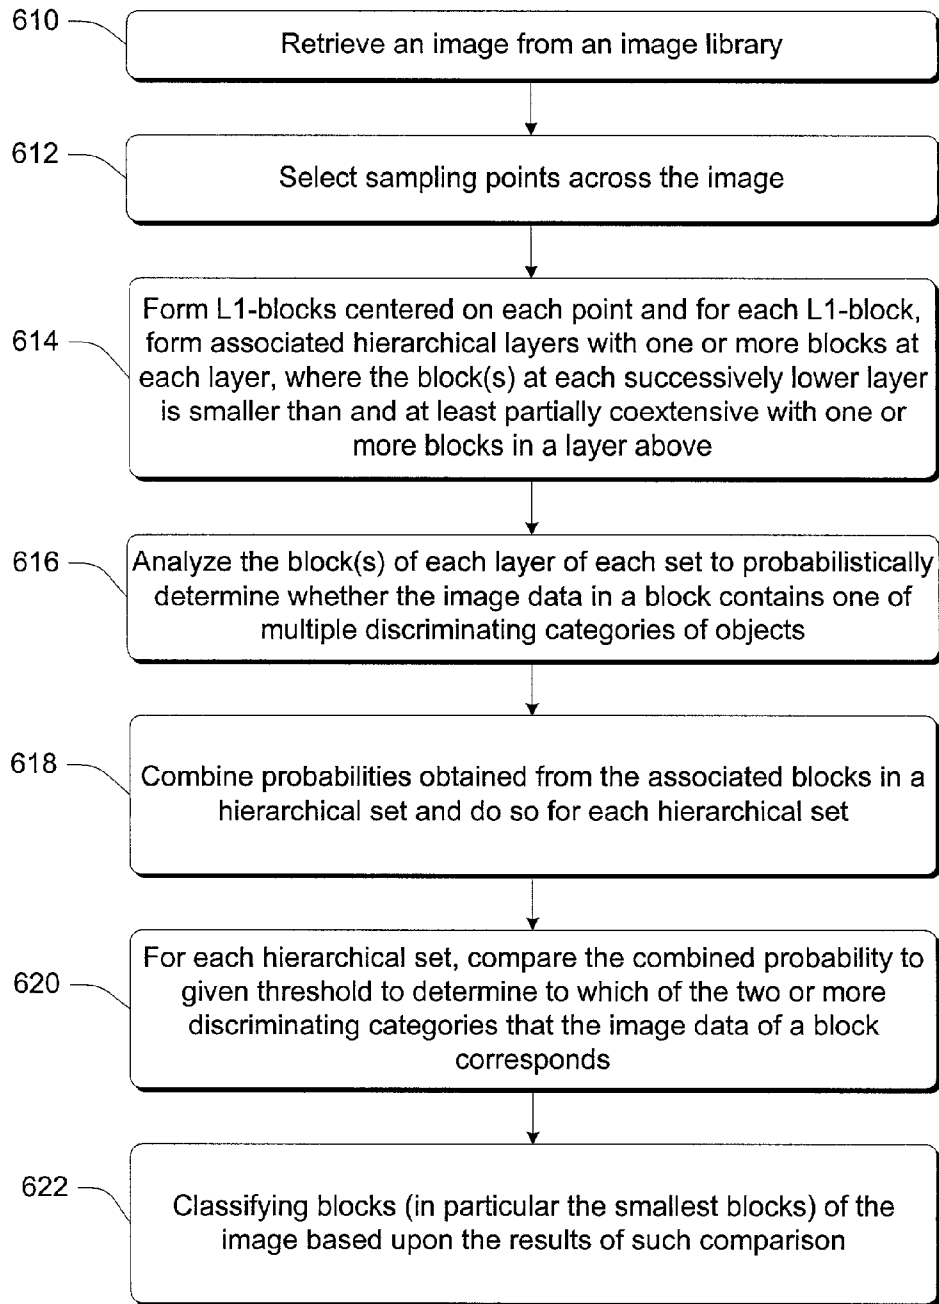 610
Retrieve an image from an image library
612
Select sampling points across the image
614
Form L1-blocks centered on each point and for each L1-block,
form associated hierarchical layers with one or more blocks at
each layer, where the block(s) at each successively lower layer
is smaller than and at least partially coextensive with one or
more blocks in a layer above
616
Analyze the block(s) of each layer of each set to probabilistically
determine whether the image data in a block contains one of
multiple discriminating categories of objects
618
Combine probabilities obtained from the associated blocks in a
hierarchical set and do so for each hierarchical set
620
For each hierarchical set, compare the combined probability to
given threshold to determine to which of the two or more
discriminating categories that the image data of a block
corresponds
622
Classifying blocks (in particular the smallest blocks) of the
image based upon the results of such comparison